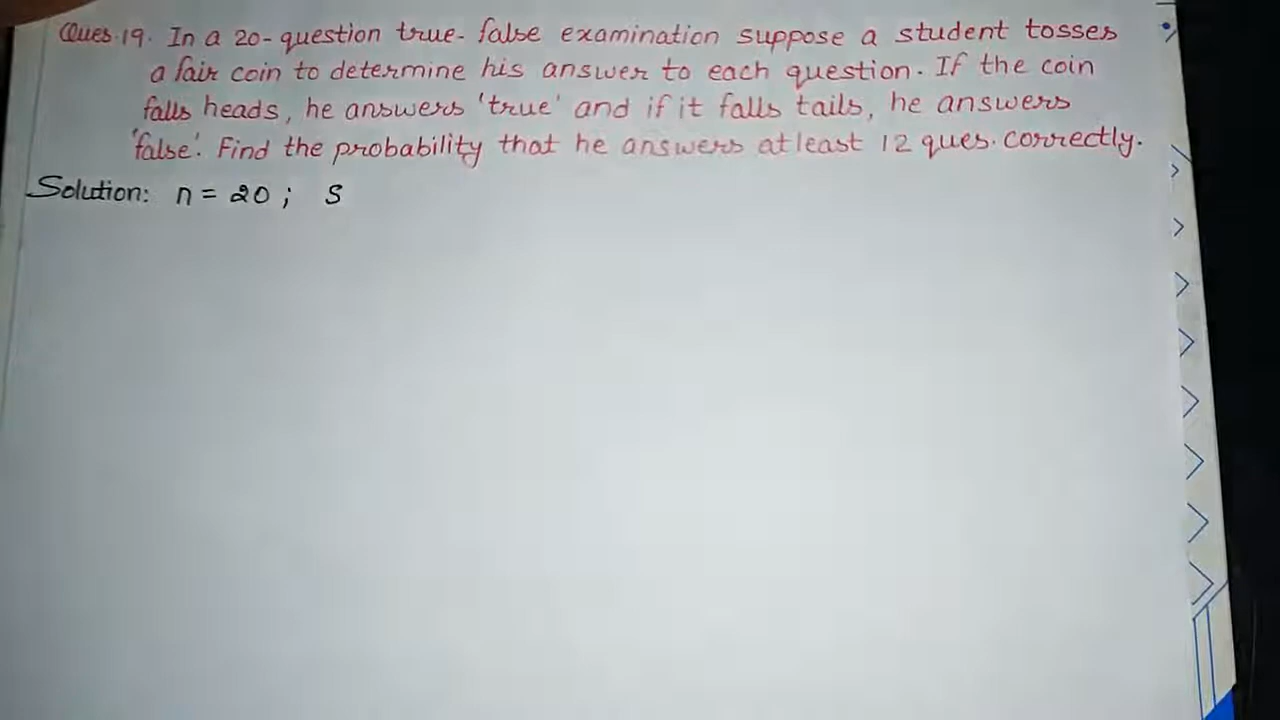 Ques.19. In a 20-question true-false examination suppose a student tosses
a fair coin to determine his answer to each question. If the coin
falls heads, he answers 'true' and if it falls tails, he answers
'false'. Find the probability that he answers atleast 12 ques. correctly.
Solution: n = 20 ; S